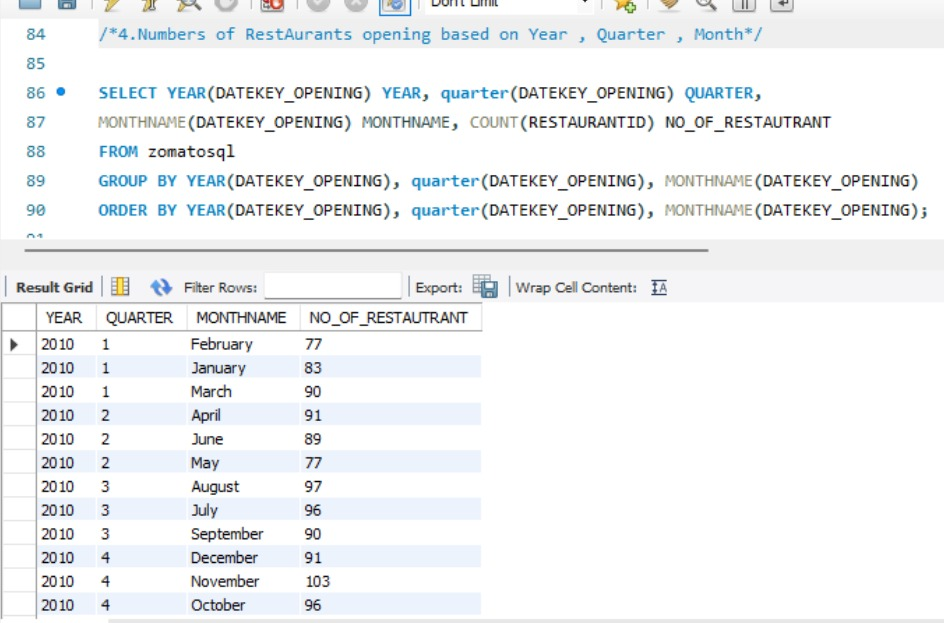 Don't Limit
84 /*4.Numbers of RestAurants opening based on Year , Quarter , Month*/
85
86 SELECT YEAR(DATEKEY_OPENING) YEAR, quarter(DATEKEY_OPENING) QUARTER,
87 MONTHNAME(DATEKEY_OPENING) MONTHNAME, COUNT(RESTAURANTID) NO_OF_RESTAUTRANT
88 FROM zomatosql
89 GROUP BY YEAR(DATEKEY_OPENING), quarter(DATEKEY_OPENING), MONTHNAME(DATEKEY_OPENING)
90 ORDER BY YEAR(DATEKEY_OPENING), quarter(DATEKEY_OPENING), MONTHNAME(DATEKEY_OPENING);
91
Result Grid Filter Rows: Export: Wrap Cell Content: IA
YEAR QUARTER MONTHNAME NO_OF_RESTAUTRANT
2010 1 February 77
2010 1 January 83
2010 1 March 90
2010 2 April 91
2010 2 June 89
2010 2 May 77
2010 3 August 97
2010 3 July 96
2010 3 September 90
2010 4 December 91
2010 4 November 103
2010 4 October 96